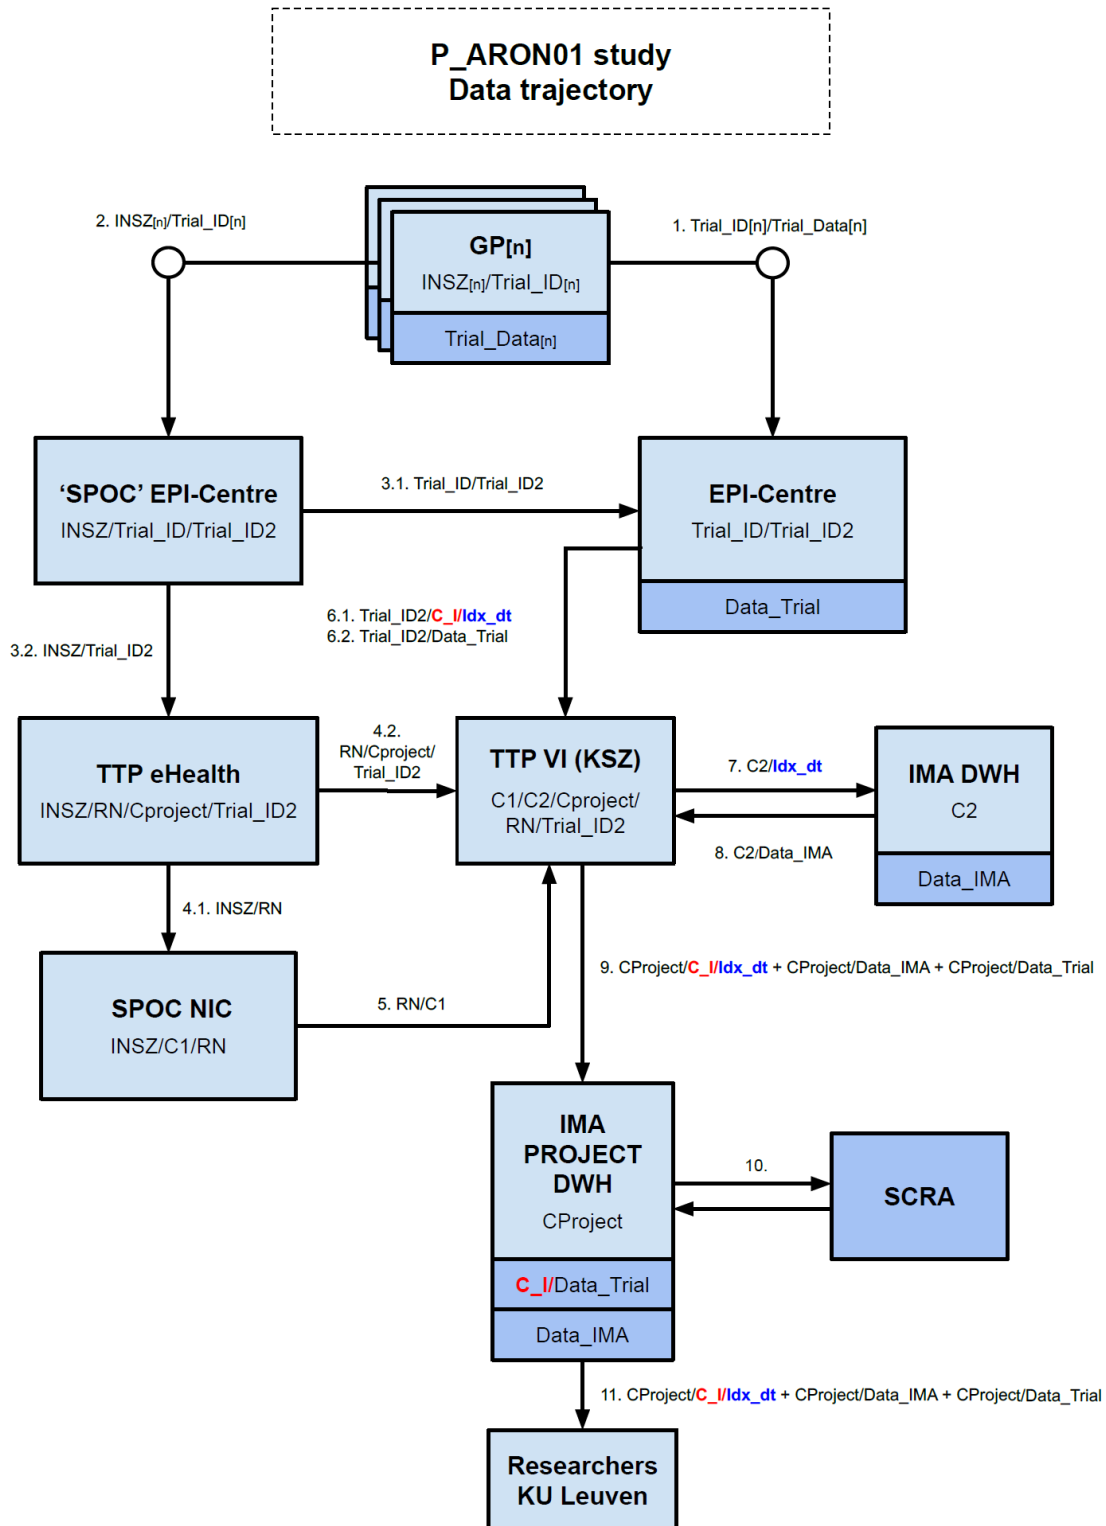 P_ARON01 study
Data trajectory
2. INSZ[n]/Trial_ID[n]
1. Trial_ID[n]/Trial_Data[n]
GP[n]
INSZ[n]/Trial_ID[n]
Trial_Data[n]
‘SPOC’ EPI-Centre
INSZ/Trial_ID/Trial_ID2
3.1. Trial_ID/Trial_ID2
EPI-Centre
Trial_ID/Trial_ID2
Data_Trial
6.1. Trial_ID2/C_I/Idx_dt
6.2. Trial_ID2/Data_Trial
3.2. INSZ/Trial_ID2
TTP eHealth
INSZ/RN/Cproject/Trial_ID2
4.2.
RN/Cproject/
Trial_ID2
TTP VI (KSZ)
C1/C2/Cproject/
RN/Trial_ID2
7. C2/Idx_dt
8. C2/Data_IMA
IMA DWH
C2
Data_IMA
4.1. INSZ/RN
SPOC NIC
INSZ/C1/RN
5. RN/C1
9. CProject/C_I/Idx_dt + CProject/Data_IMA + CProject/Data_Trial
IMA
PROJECT
DWH
CProject
C_I/Data_Trial
Data_IMA
10.
SCRA
11. CProject/C_I/Idx_dt + CProject/Data_IMA + CProject/Data_Trial
Researchers
KU Leuven